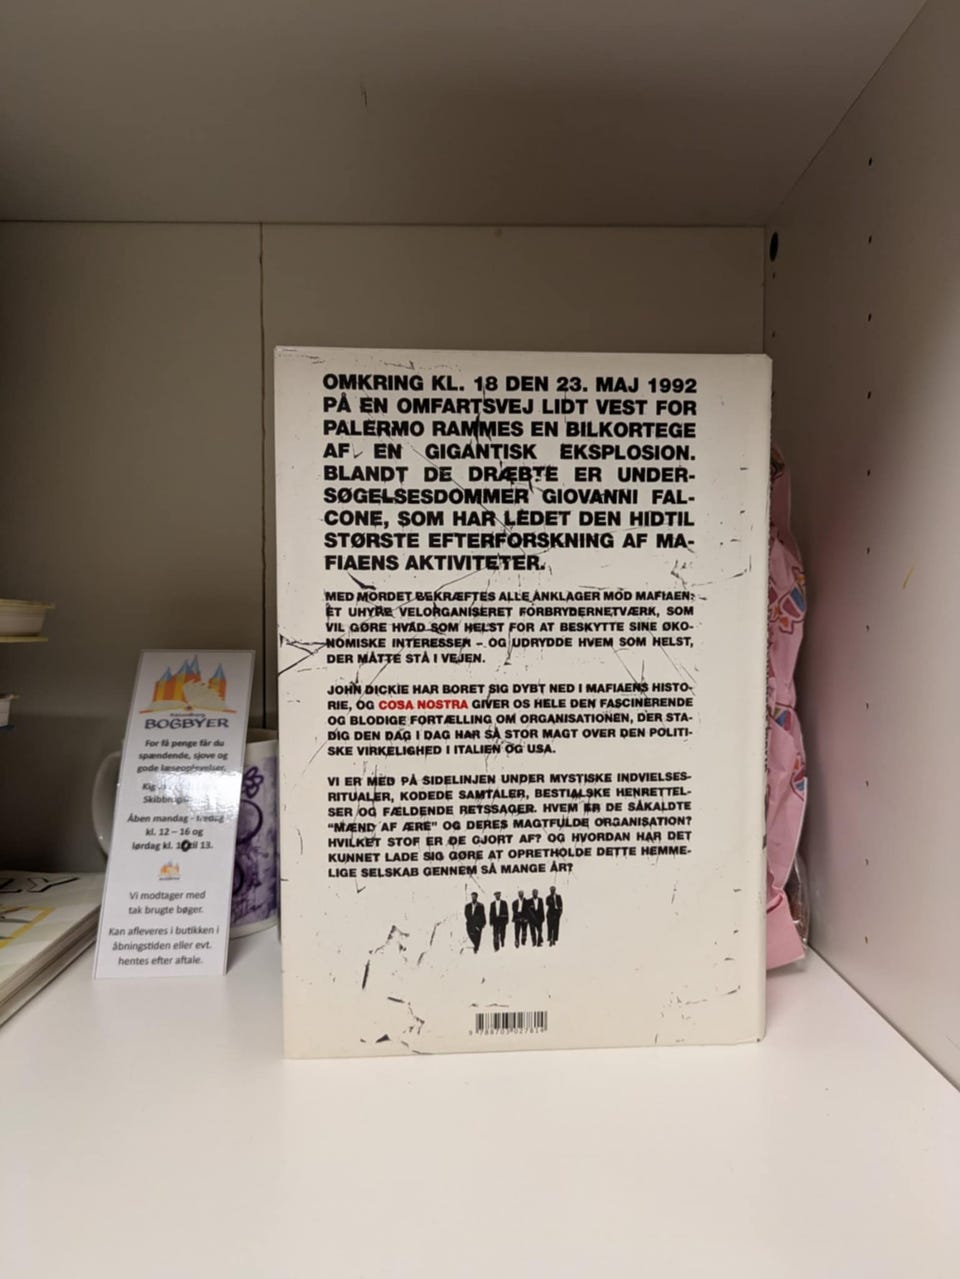 OMKRING KL. 18 DEN 23. MAJ 1992
PÅ EN OMFARTSVEJ LIDT VEST FOR
PALERMO RAMMES EN BILKORTEGE
AF EN GIGANTISK EKSPLOSION.
BLANDT DE DRÆBTE ER UNDER-
SØGELSESDOMMER GIOVANNI FAL-
CONE, SOM HAR LEDET DEN HIDTIL
STØRSTE EFTERFORSKNING AF MA-
FIAENS AKTIVITETER.
MED MORDET BEKRÆFTES ALLE ANKLAGER MOD MAFIAEN:
ET UHYRE VELORGANISERET FORBRYDERNETVÆRK, SOM
VIL GØRE HVAD SOM HELST FOR AT BESKYTTE SINE ØKO-
NOMISKE INTERESSER – OG UDRYDDE HVEM SOM HELST,
DER MÅTTE STÅ I VEJEN.
JOHN DICKIE HAR BORET SIG DYBT NED I MAFIAENS HISTO-
RIE, OG COSA NOSTRA GIVER OS HELE DEN FASCINERENDE
OG BLODIGE FORTÆLLING OM ORGANISATIONEN, DER STA-
DIG DEN DAG I DAG HAR SÅ STOR MAGT OVER DEN POLITI-
SKE VIRKELIGHED I ITALIEN OG USA.
VI ER MED PÅ SIDELINJEN UNDER MYSTISKE INDVIELSES-
RITUALER, KODEDE SAMTALER, BESTIALSKE HENRETTEL-
SER OG FÆLDENDE RETSSAGER. HVEM ER DE SÅKALDTE
"MÆND AF ÆRE" OG DERES MAGTFULDE ORGANISATION?
HVILKET STOF ER DE GJORT AF? OG HVORDAN HAR DET
KUNNET LADE SIG GØRE AT OPRETHOLDE DETTE HEMME-
LIGE SELSKAB GENNEM SÅ MANGE ÅR?
BOGBYER
For få penge får du
spændende, sjove og
gode læseoplevelser.
Kig
Åben mandag - fredag
kl. 12 – 16 og
lørdag kl. 10 til 13.
Vi modtager med
tak brugte bøger.
Kan afleveres i butikken i
åbningstiden eller evt.
hentes efter aftale.